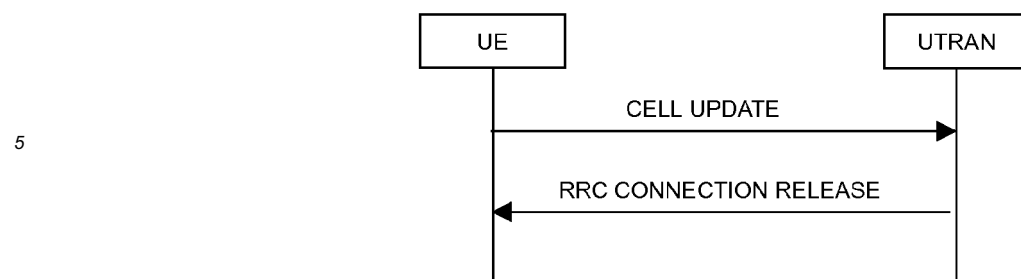 UE
UTRAN
CELL UPDATE
5
RRC CONNECTION RELEASE